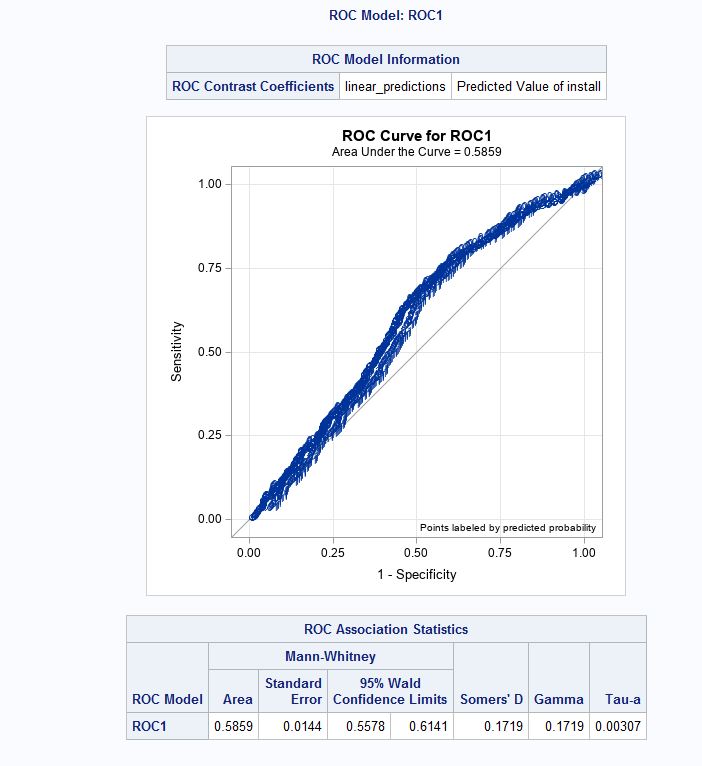 ROC Model: ROC1
ROC Model Information
ROC Contrast Coefficients linear_predictions Predicted Value of install
ROC Curve for ROC1
Area Under the Curve = 0.5859
1.00
0.75
0.50
0.25
0.00
Sensitivity
Points labeled by predicted probability
0.00 0.25 0.50 0.75 1.00
1 - Specificity
ROC Association Statistics
Mann-Whitney
ROC Model Area Standard Error 95% Wald Confidence Limits Somers' D Gamma Tau-a
ROC1 0.5859 0.0144 0.5578 0.6141 0.1719 0.1719 0.00307